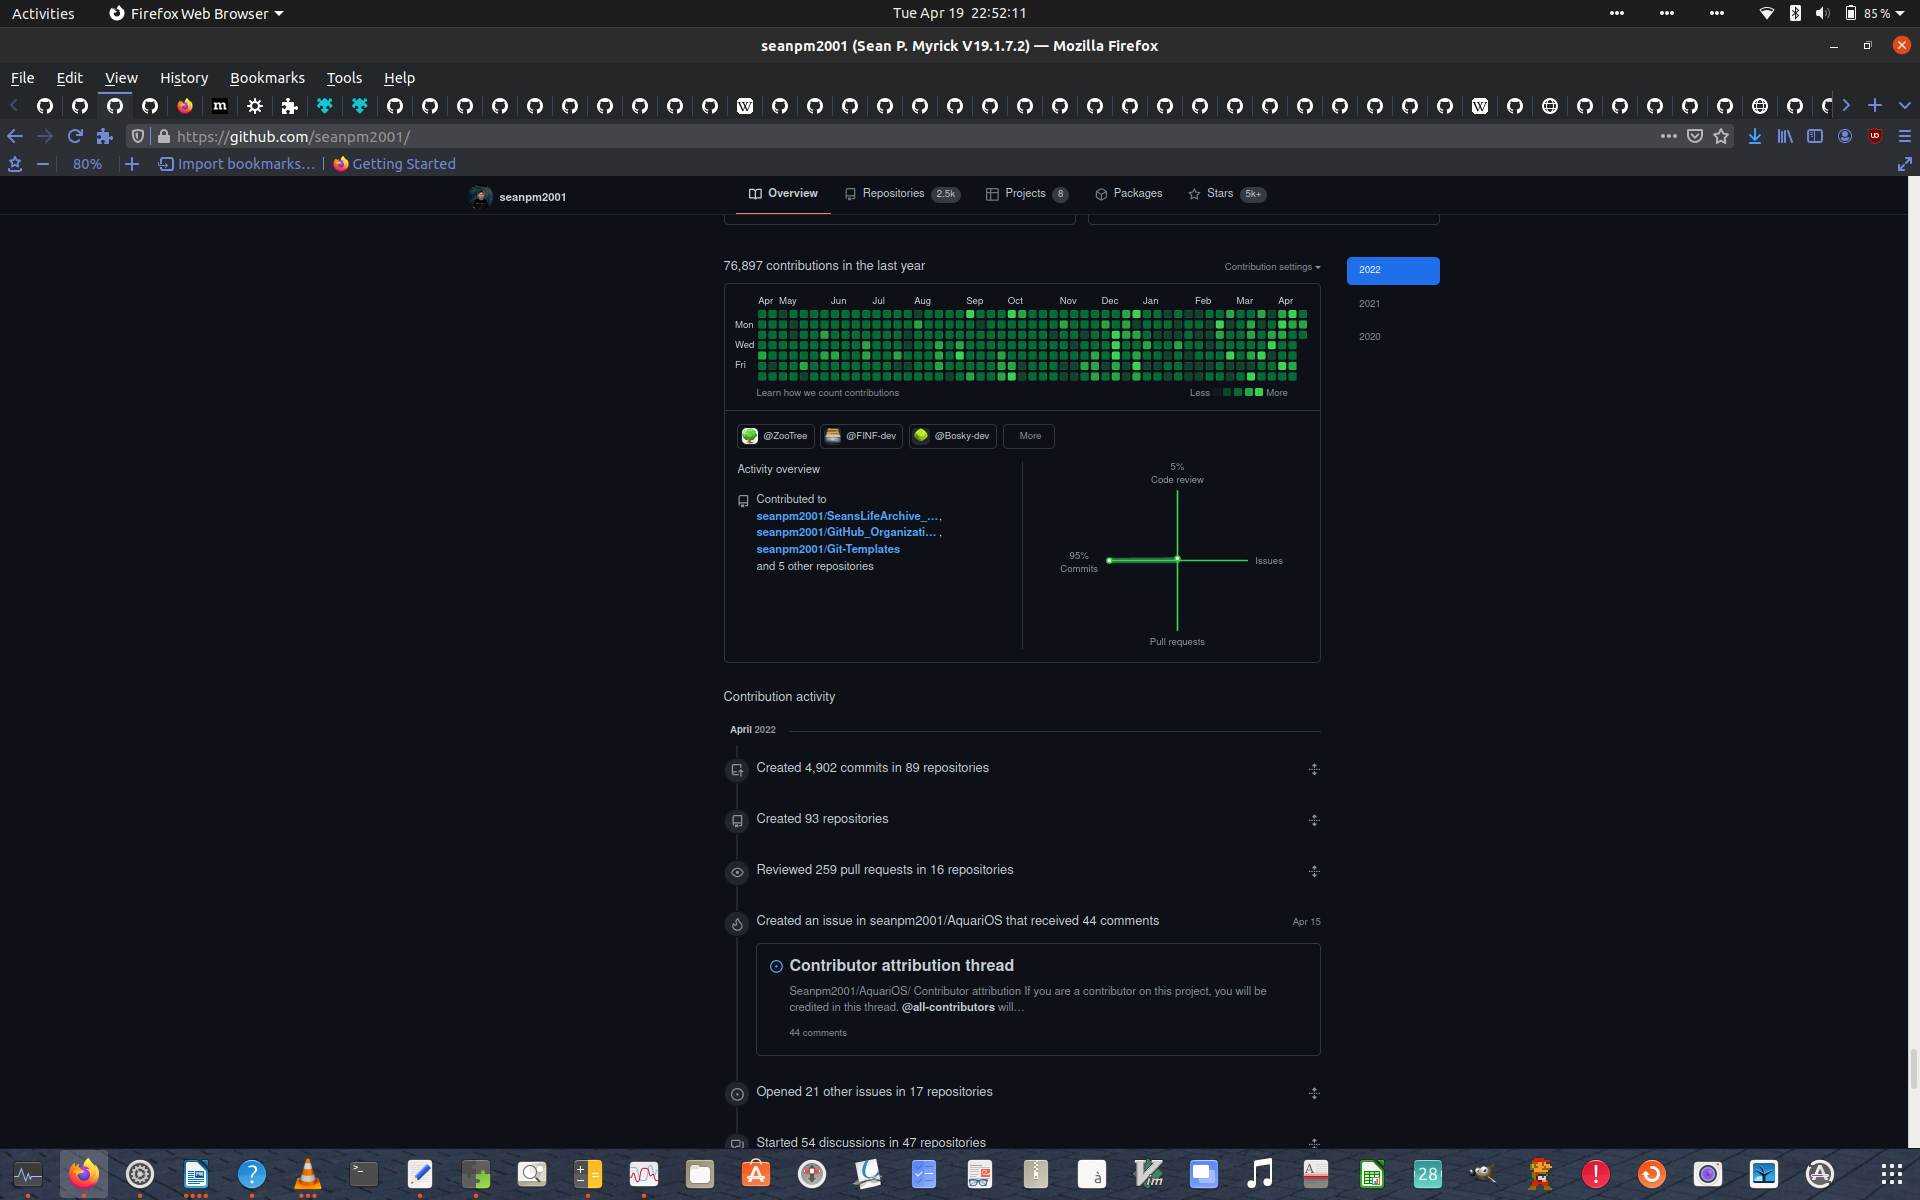 Activities
Firefox Web Browser
Tue Apr 19 22:52:11
85 %
seanpm2001 (Sean P. Myrick V19.1.7.2) — Mozilla Firefox
File Edit View History Bookmarks Tools Help
https://github.com/seanpm2001/
80%
Import bookmarks...
Getting Started
seanpm2001
Overview
Repositories 2.5k
Projects 8
Packages
Stars 5k+
76,897 contributions in the last year
Contribution settings
2022
2021
2020
Apr May Jun Jul Aug Sep Oct Nov Dec Jan Feb Mar Apr
Mon
Wed
Fri
Learn how we count contributions
Less More
@ZooTree
@FINF-dev
@Bosky-dev
More
Activity overview
Contributed to
seanpm2001/SeansLifeArchive_…,
seanpm2001/GitHub_Organizati… ,
seanpm2001/Git-Templates
and 5 other repositories
5%
Code review
95%
Commits
Issues
Pull requests
Contribution activity
April 2022
Created 4,902 commits in 89 repositories
Created 93 repositories
Reviewed 259 pull requests in 16 repositories
Created an issue in seanpm2001/AquariOS that received 44 comments
Apr 15
Contributor attribution thread
Seanpm2001/AquariOS/ Contributor attribution If you are a contributor on this project, you will be
credited in this thread. @all-contributors will…
44 comments
Opened 21 other issues in 17 repositories
Started 54 discussions in 47 repositories
28